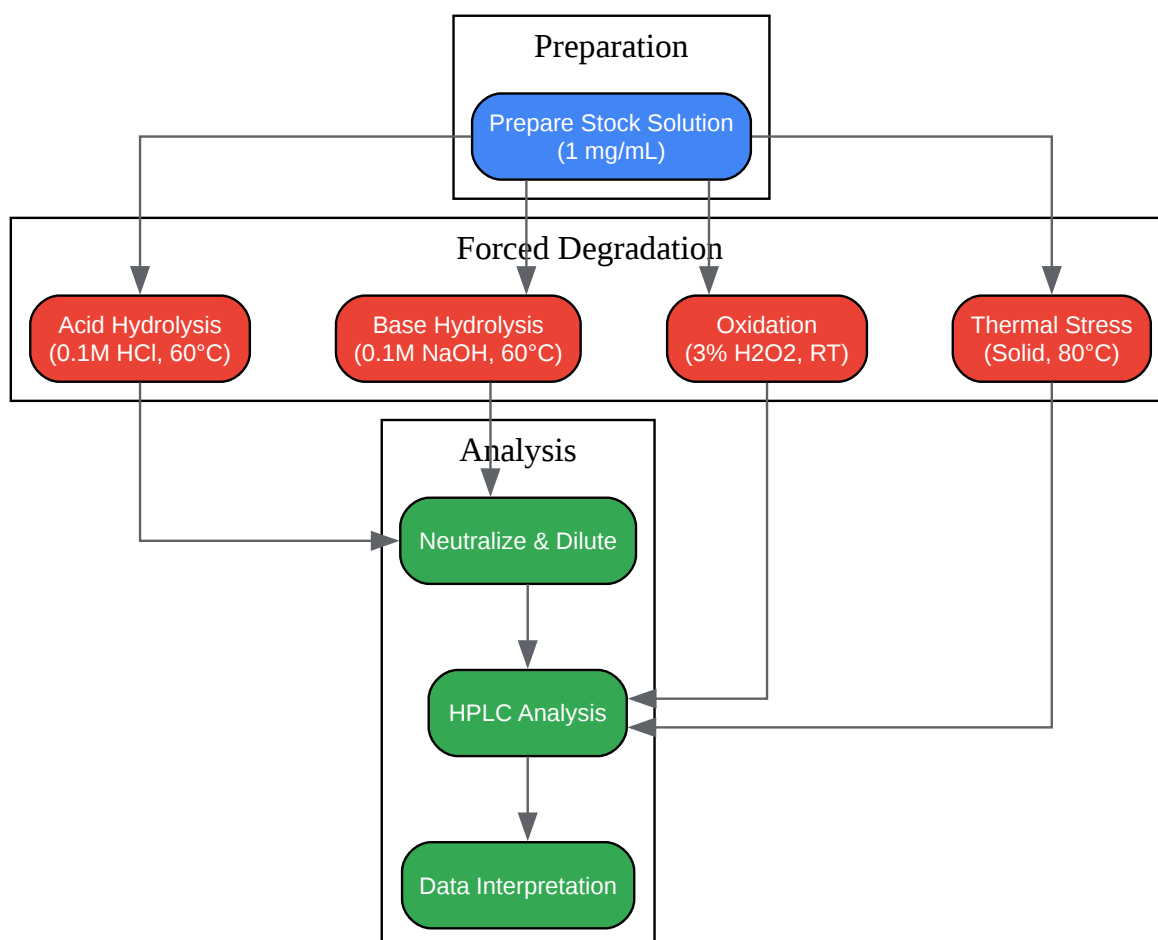 Preparation
Prepare Stock Solution
(1 mg/mL)
Forced Degradation
Acid Hydrolysis
(0.1M HCl, 60°C)
Base Hydrolysis
(0.1M NaOH, 60°C)
Oxidation
(3% H2O2, RT)
Thermal Stress
(Solid, 80°C)
Analysis
Neutralize & Dilute
HPLC Analysis
Data Interpretation